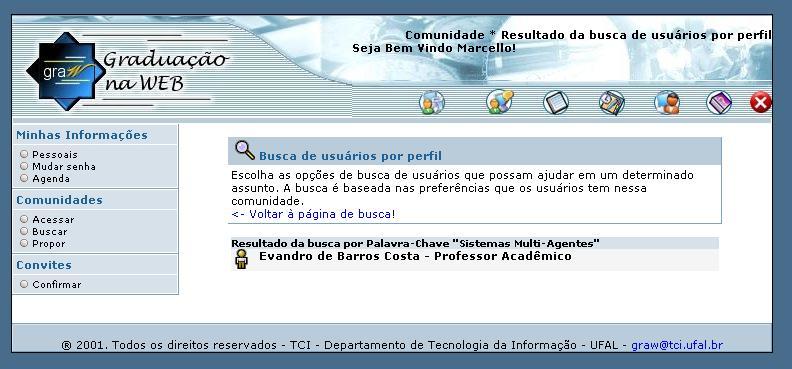 graW
Graduação
na WEB
Comunidade * Resultado da busca de usuários por perfil
Seja Bem Vindo Marcello!
Minhas Informações
Pessoais
Mudar senha
Agenda
Comunidades
Acessar
Buscar
Propor
Convites
Confirmar
Busca de usuários por perfil
Escolha as opções de busca de usuários que possam ajudar em um determinado
assunto. A busca é baseada nas preferências que os usuários tem nessa
comunidade.
<- Voltar à página de busca!
Resultado da busca por Palavra-Chave "Sistemas Multi-Agentes"
Evandro de Barros Costa - Professor Acadêmico
® 2001. Todos os direitos reservados - TCI - Departamento de Tecnologia da Informação - UFAL - graw@tci.ufal.br